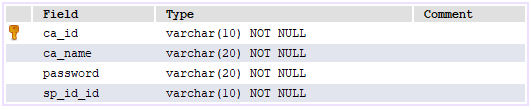 Field Type Comment
ca_id varchar(10) NOT NULL
ca_name varchar(20) NOT NULL
password varchar(20) NOT NULL
sp_id_id varchar(10) NOT NULL